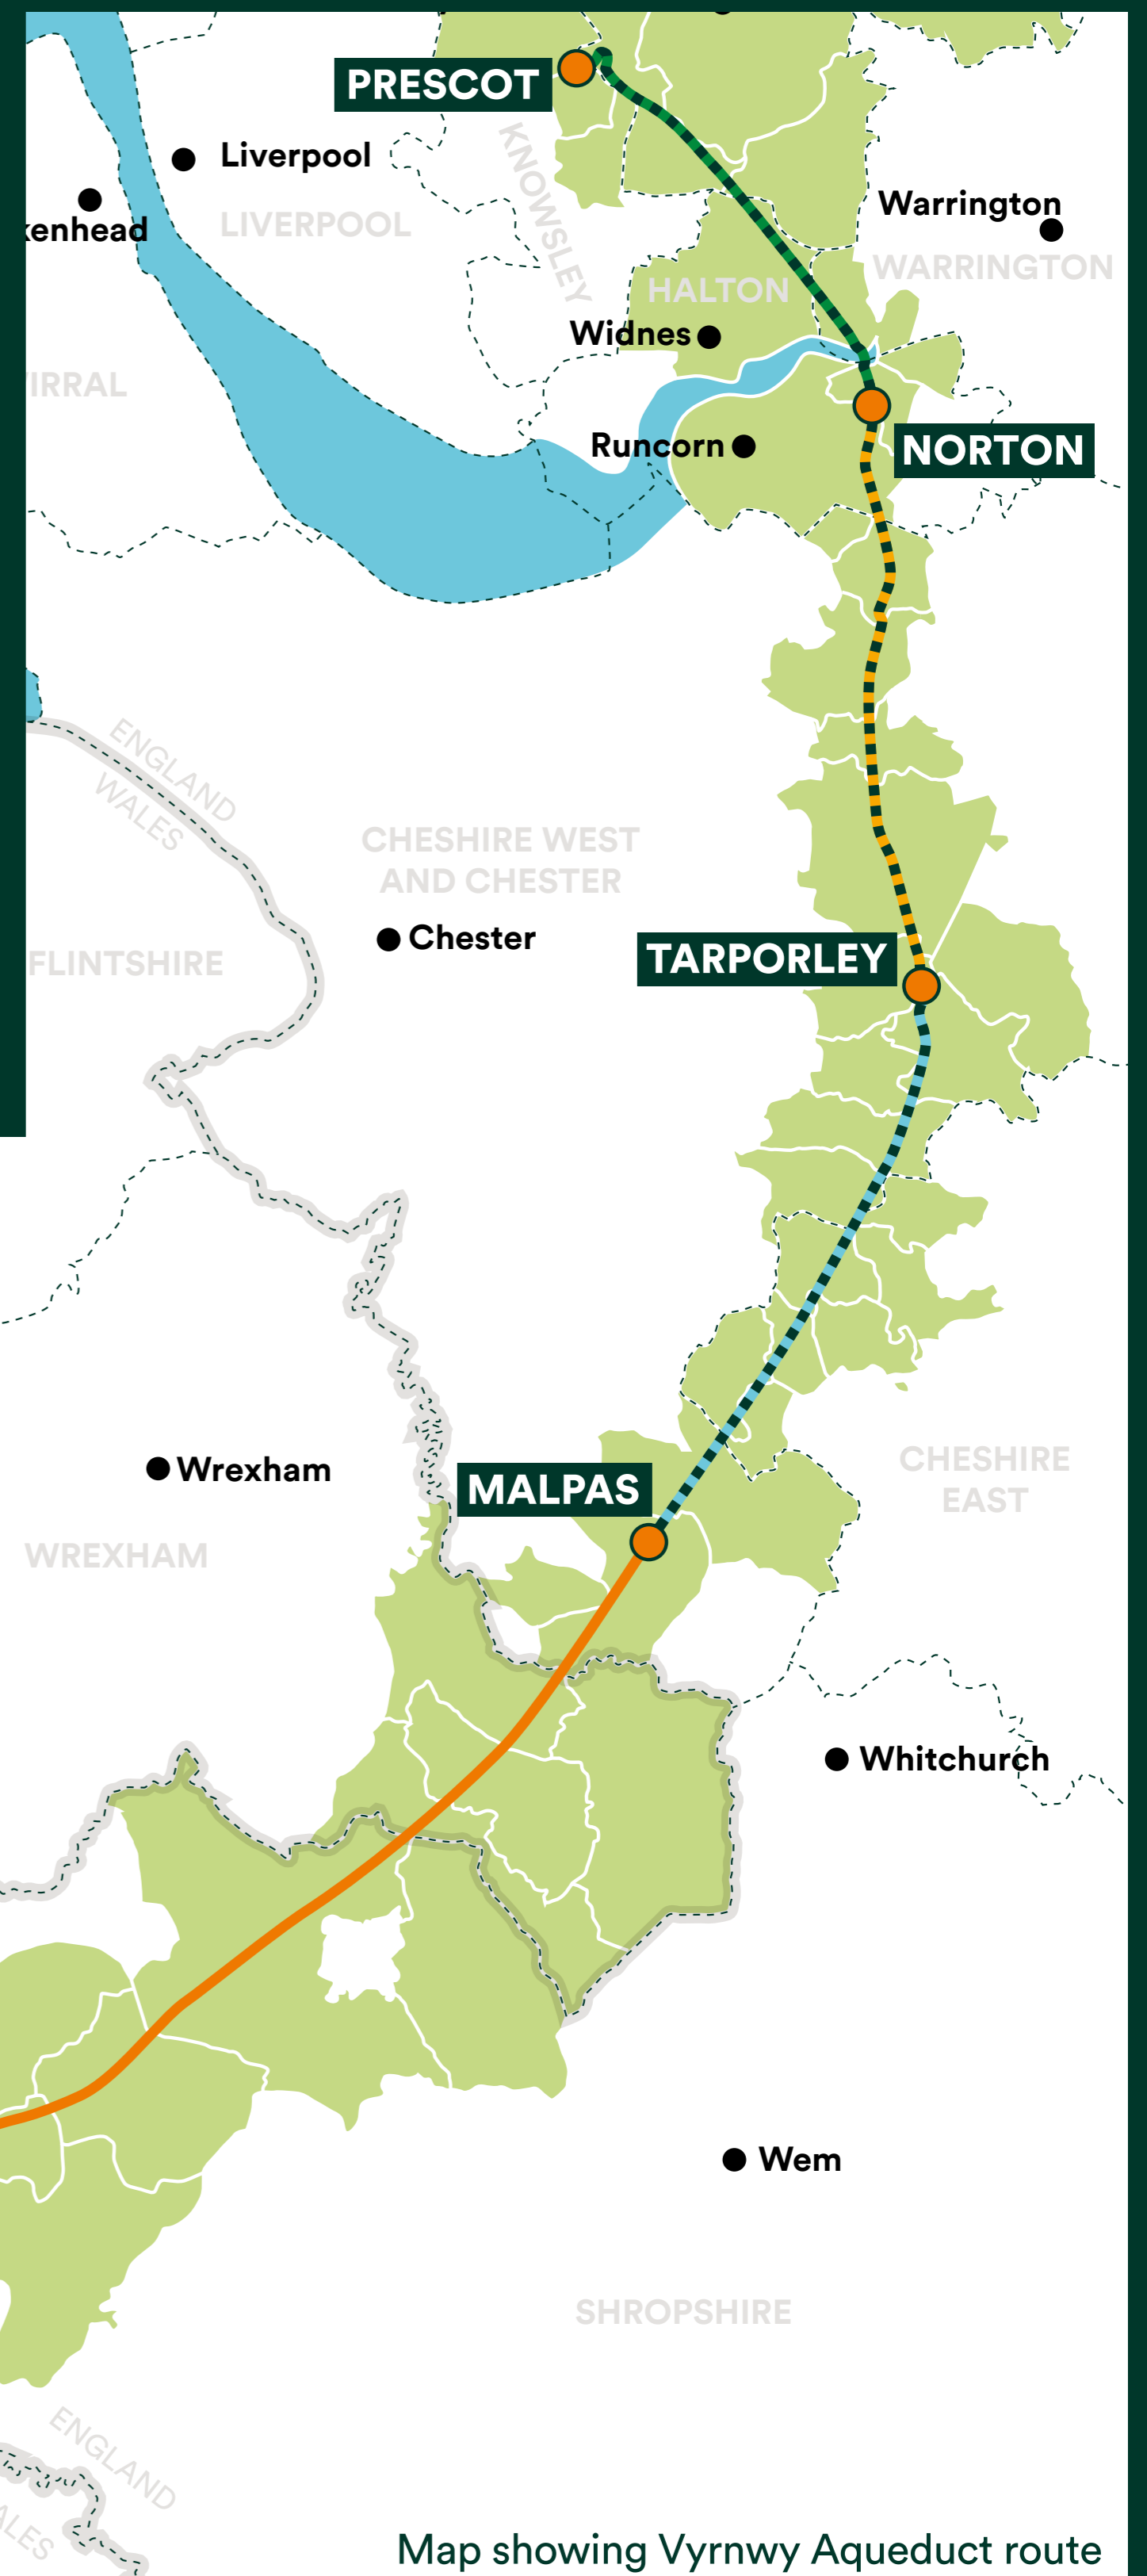 PRESCOT
Liverpool
kenhead
LIVERPOOL
KNOWSLEY
Warrington
WARRINGTON
HALTON
Widnes
IRRAL
Runcorn
NORTON
ENGLAND
WALES
CHESHIRE WEST
AND CHESTER
Chester
FLINTSHIRE
TARPORLEY
CHESHIRE
EAST
Wrexham
MALPAS
WREXHAM
Whitchurch
Wem
SHROPSHIRE
ENGLAND
ALES
Map showing Vyrnwy Aqueduct route